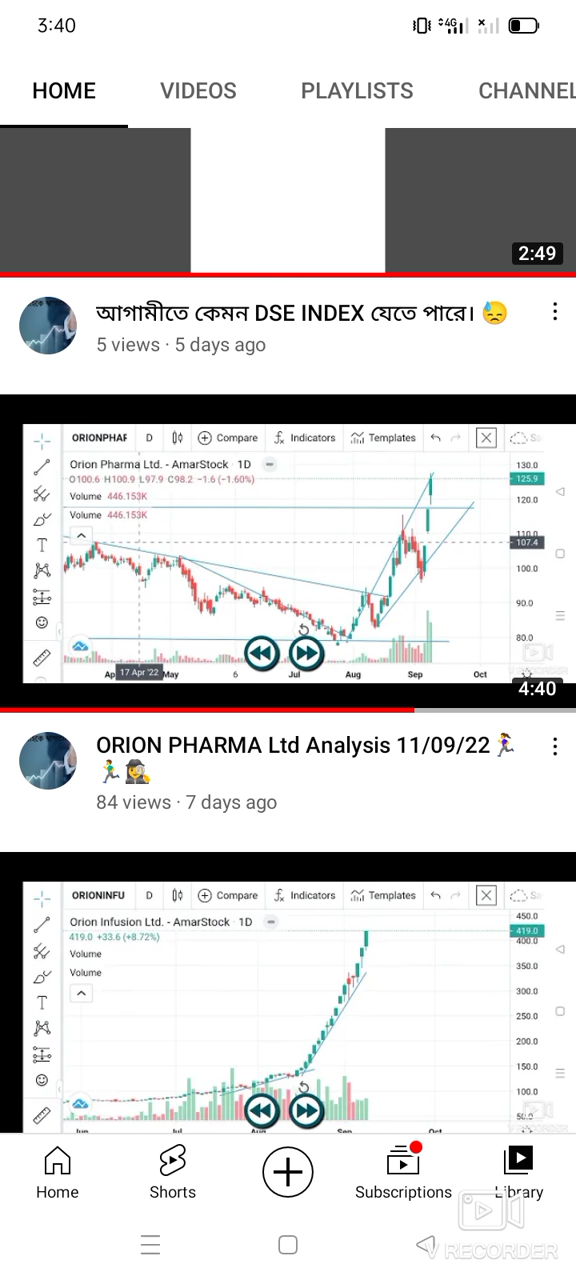 3:40
4G
HOME VIDEOS PLAYLISTS CHANNEL
2:49
আগামীতে কেমন DSE INDEX যেতে পারে। 😓
5 views · 5 days ago
ORIONPHAF D Compare Indicators Templates
Orion Pharma Ltd. - AmarStock 1D
O100.6 H100.9 L97.9 C98.2 −1.6 (−1.60%)
Volume 446.153K
Volume 446.153K
130.0
125.9
120.0
110.0
107.4
100.0
90.0
80.0
17 Apr '22 May 6 Jul Aug Sep Oct
4:40
ORION PHARMA Ltd Analysis 11/09/22🏃‍♀️
🏃‍♂️🕵️‍♀️
84 views · 7 days ago
ORIONINFU D Compare Indicators Templates
Orion Infusion Ltd. - AmarStock 1D
419.0 +33.6 (+8.72%)
Volume
Volume
450.0
419.0
400.0
350.0
300.0
250.0
200.0
150.0
100.0
Home Shorts Subscriptions Library
V RECORDER